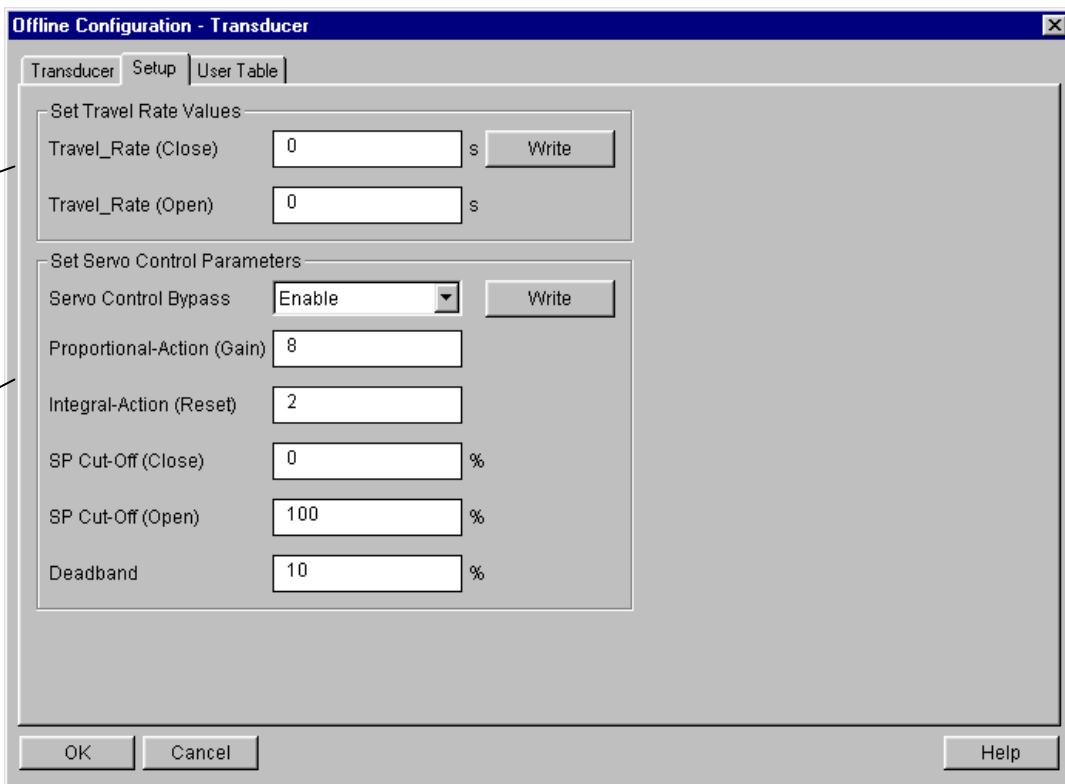 Offline Configuration - Transducer
Transducer Setup User Table
Set Travel Rate Values
Travel_Rate (Close) 0 s Write
Travel_Rate (Open) 0 s
Set Servo Control Parameters
Servo Control Bypass Enable Write
Proportional-Action (Gain) 8
Integral-Action (Reset) 2
SP Cut-Off (Close) 0 %
SP Cut-Off (Open) 100 %
Deadband 10 %
OK Cancel Help